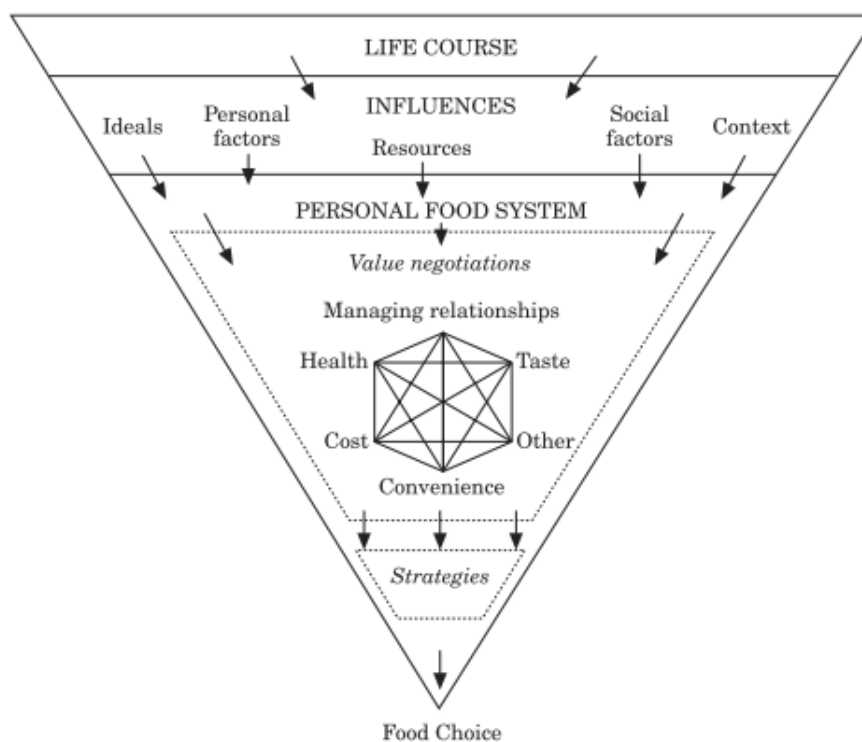 LIFE COURSE
INFLUENCES
Ideals
Personal
factors
Resources
Social
factors
Context
PERSONAL FOOD SYSTEM
Value negotiations
Managing relationships
Health
Taste
Cost
Other
Convenience
Strategies
Food Choice